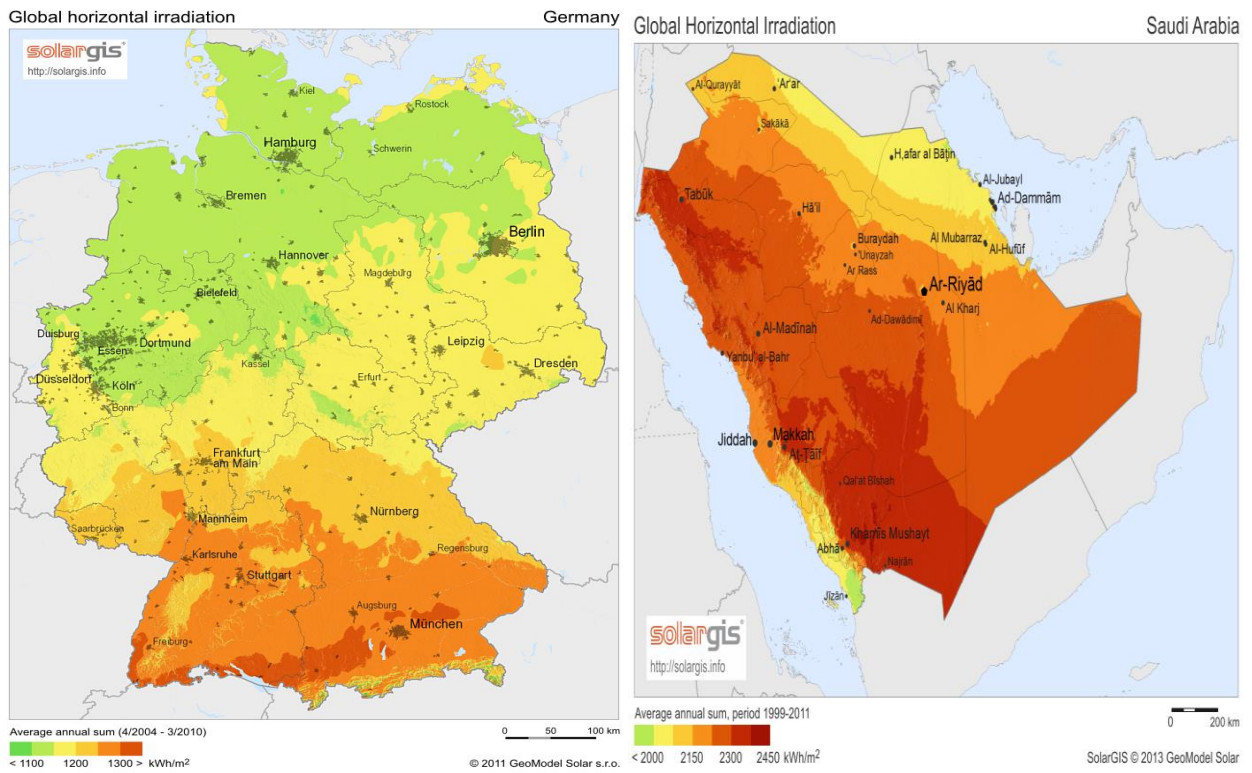 Global horizontal irradiation
Germany
solargis
http://solargis.info
Kiel
Rostock
Hamburg
Schwerin
Bremen
Berlin
Hannover
Magdeburg
Bielefeld
Duisburg
Essen
Dortmund
Leipzig
Kassel
Dresden
Düsseldorf
Köln
Erfurt
Bonn
Frankfurt
am Main
Mannheim
Nürnberg
Saarbrücken
Karlsruhe
Regensburg
Stuttgart
Augsburg
München
Freiburg
Average annual sum (4/2004 - 3/2010)
< 1100 1200 1300 > kWh/m²
0 50 100 km
© 2011 GeoModel Solar s.r.o.
Global Horizontal Irradiation
Saudi Arabia
Al-Qurayyāt
'Ar'ar
Sakākā
H,afar al Bāţin
Al-Jubayl
Ad-Dammām
Tabūk
Hā'il
Buraydah
'Unayzah
Ar Rass
Al Mubarraz
Al-Hufūf
Ar-Riyāḍ
Al Kharj
Ad-Dawādimī
Al-Madīnah
Yanbu' al-Bahr
Jiddah
Makkah
Aṭ-Ṭāīf
Qal'at Bīshah
Khamīs Mushayt
Abhā
Najrān
Jīzān
solargis
http://solargis.info
Average annual sum, period 1999-2011
< 2000 2150 2300 2450 kWh/m²
0 200 km
SolarGIS © 2013 GeoModel Solar s.r.o.